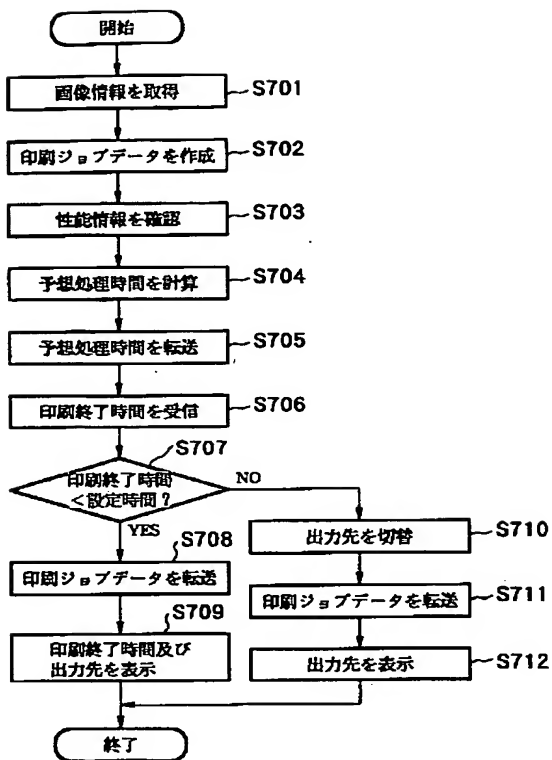 開始
画像情報を取得
S701
印刷ジョブデータを作成
S702
性能情報を確認
S703
予想処理時間を計算
S704
予想処理時間を転送
S705
印刷終了時間を受信
S706
S707
印刷終了時間
<設定時間?
NO
YES
S708
印刷ジョブデータを転送
S709
印刷終了時間及び
出力先を表示
出力先を切替
S710
印刷ジョブデータを転送
S711
出力先を表示
S712
終了